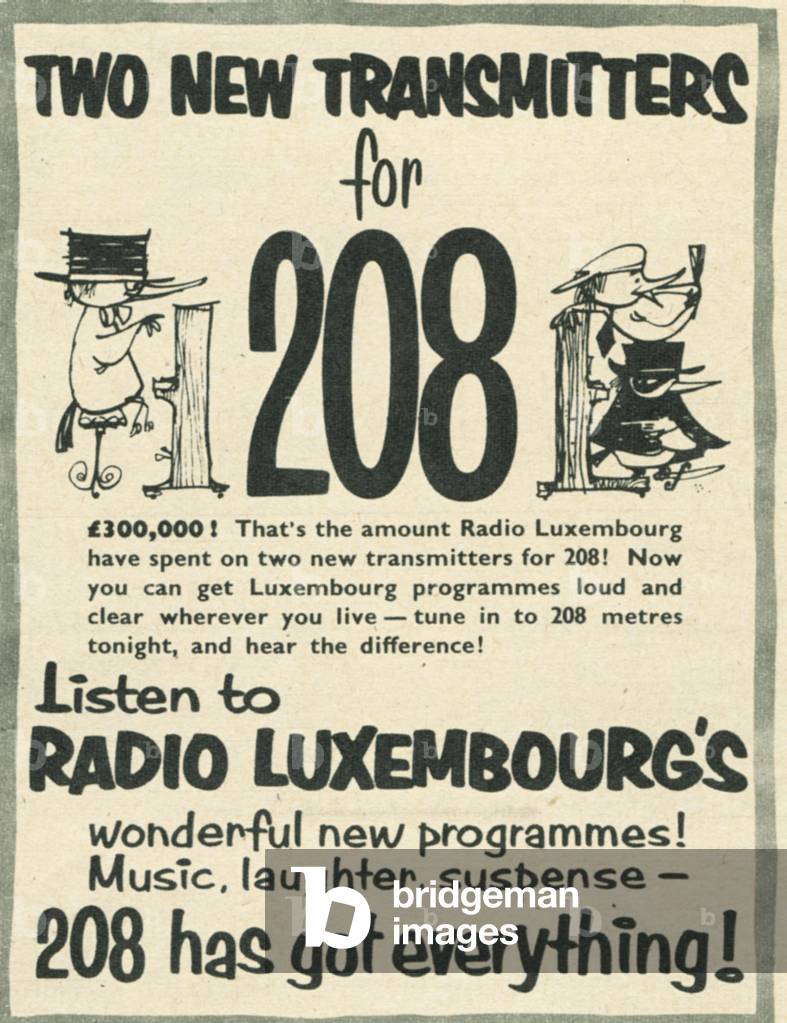 TWO NEW TRANSMITTERS
for
208
£300,000! That's the amount Radio Luxembourg
have spent on two new transmitters for 208! Now
you can get Luxembourg programmes loud and
clear wherever you live — tune in to 208 metres
tonight, and hear the difference!
Listen to
RADIO LUXEMBOURG'S
wonderful new programmes!
Music, laughter, suspense —
208 has got everything!
b bridgeman
images